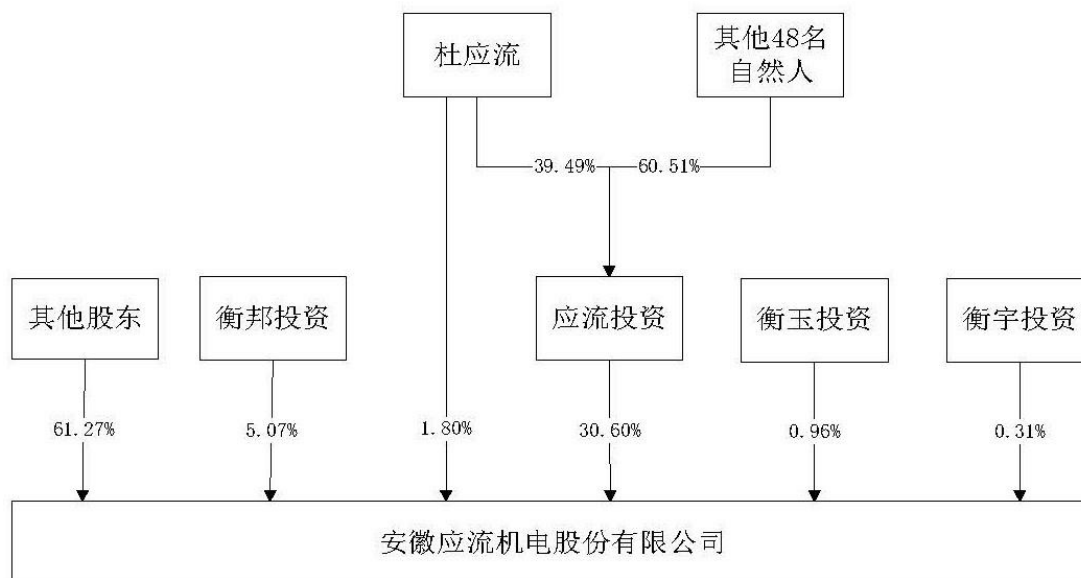 杜应流
其他48名
自然人
39.49%
60.51%
其他股东
衡邦投资
应流投资
衡玉投资
衡宇投资
61.27%
5.07%
1.80%
30.60%
0.96%
0.31%
安徽应流机电股份有限公司